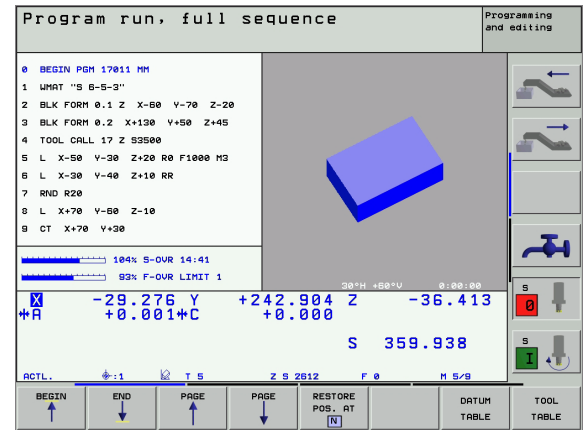 Program run, full sequence
Programming
and editing
0 BEGIN PGM 17011 MM
1 WMAT "S 6-5-3"
2 BLK FORM 0.1 Z X-60 Y-70 Z-20
3 BLK FORM 0.2 X+130 Y+50 Z+45
4 TOOL CALL 17 Z S3500
5 L X-50 Y-30 Z+20 R0 F1000 M3
6 L X-30 Y-40 Z+10 RR
7 RND R20
8 L X+70 Y-60 Z-10
9 CT X+70 Y+30
104% S-OVR 14:41
93% F-OVR LIMIT 1
30°H +60°V 0:00:00
X -29.276 Y +242.904 Z -36.413
A +0.001 C +0.000
S 359.938
ACTL. :1 T 5 Z S 2612 F 0 M 5/9
S
0
S
I
BEGIN END PAGE PAGE RESTORE POS. AT N DATUM TABLE TOOL TABLE